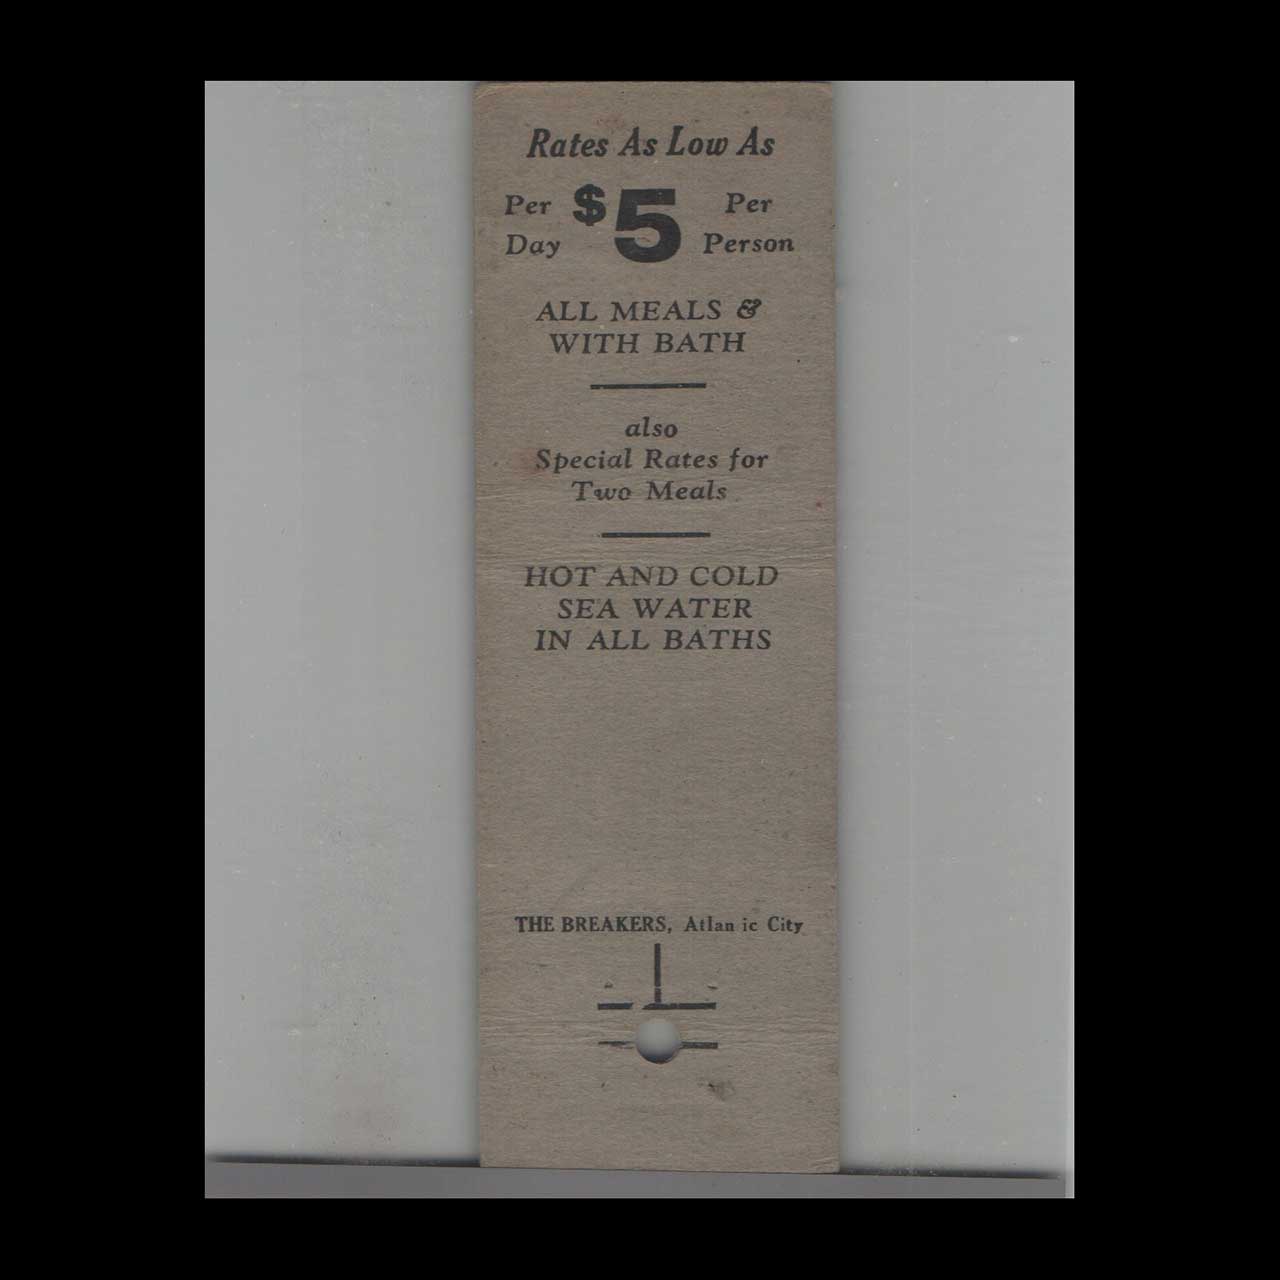 Rates As Low As
Per Day $5 Per Person
ALL MEALS &
WITH BATH
also
Special Rates for
Two Meals
HOT AND COLD
SEA WATER
IN ALL BATHS
THE BREAKERS, Atlan ic City